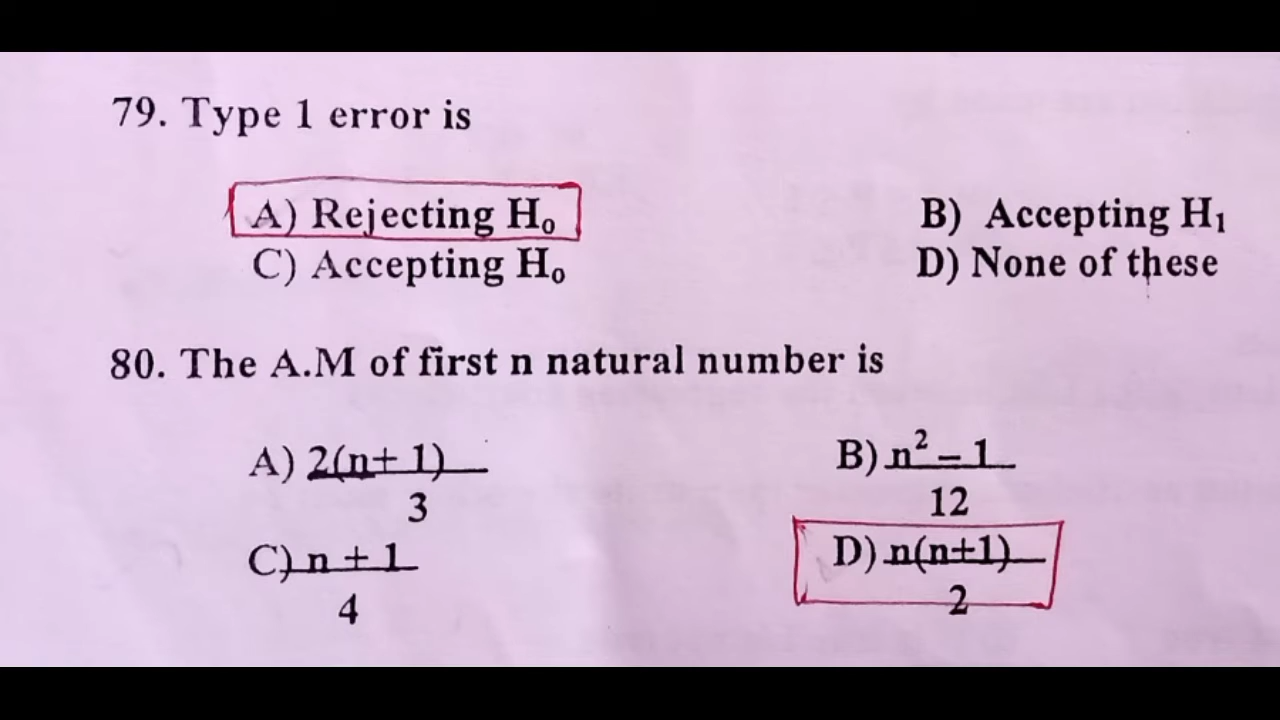 79. Type 1 error is
A) Rejecting H₀ B) Accepting H₁
C) Accepting H₀ D) None of these
80. The A.M of first n natural number is
A) 2(n+ 1) B) n² – 1
3 12
C) n + 1 D) n(n+1)
4 2